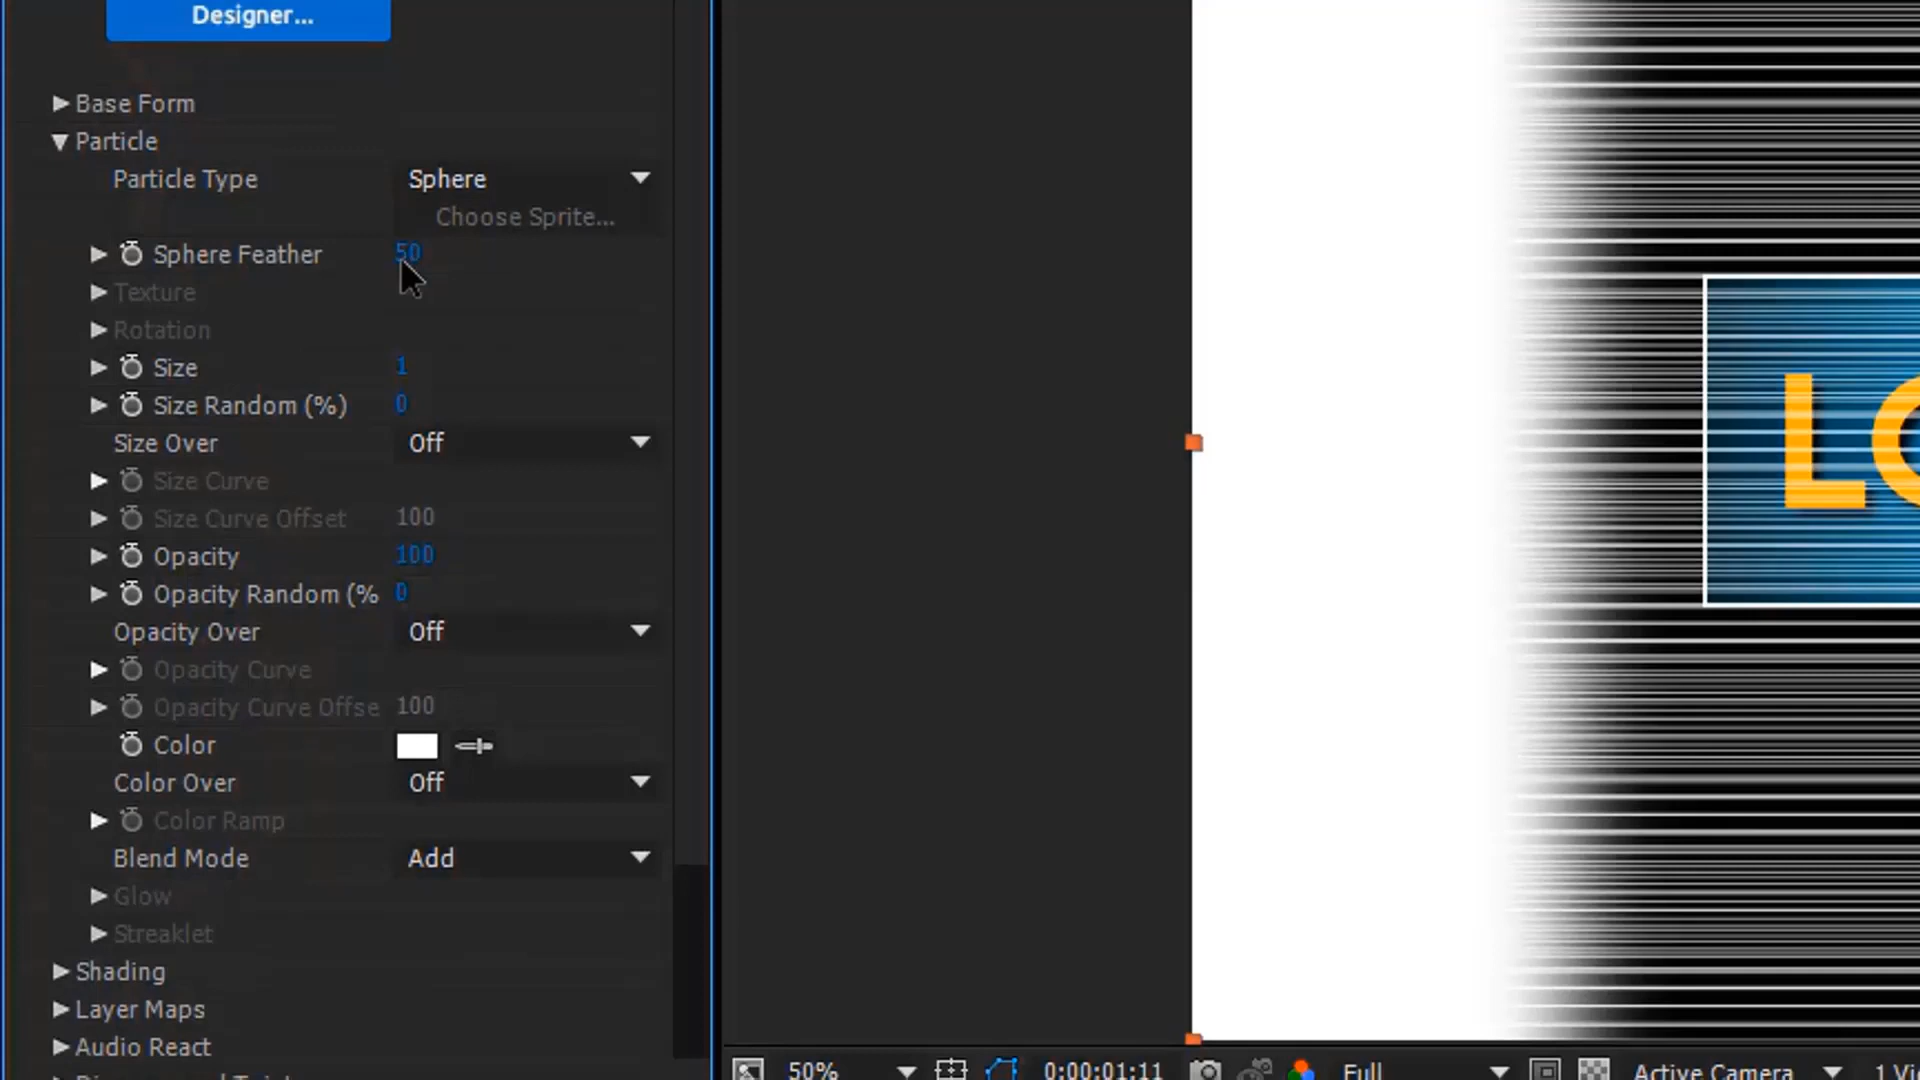 Designer...
Base Form
Particle
Particle Type Sphere
Choose Sprite...
Sphere Feather 50
Texture
Rotation
Size 1
Size Random (%) 0
Size Over Off
Size Curve
Size Curve Offset 100
Opacity 100
Opacity Random (% 0
Opacity Over Off
Opacity Curve
Opacity Curve Offse 100
Color
Color Over Off
Color Ramp
Blend Mode Add
Glow
Streaklet
Shading
Layer Maps
Audio React
LO
50% 0:00:01:11 Full Active Camera 1 Vi